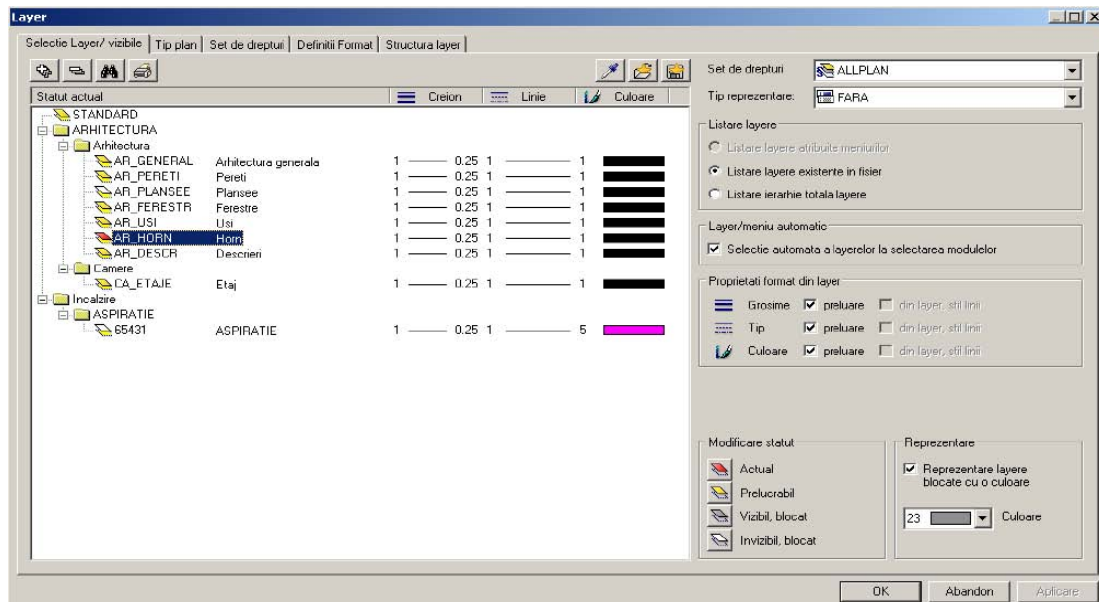 Layer
Selectie Layer/ vizibile Tip plan Set de drepturi Definitii Format Structura layer
Set de drepturi ALLPLAN
Tip reprezentare: FARA
Statut actual Creion Linie Culoare
STANDARD
ARHITECTURA
Arhitectura
AR_GENERAL Arhitectura generala 1 0.25 1 1
AR_PERETI Pereti 1 0.25 1 1
AR_PLANSEE Plansee 1 0.25 1 1
AR_FERESTR Ferestre 1 0.25 1 1
AR_USI Usi 1 0.25 1 1
AR_HORN Horn 1 0.25 1 1
AR_DESCR Descrieri 1 0.25 1 1
Camere
CA_ETAJE Etaj 1 0.25 1 1
Incalzire
ASPIRATIE
65431 ASPIRATIE 1 0.25 1 5
Listare layere
Listare layere atribuite meniurilor
Listare layere existente in fisier
Listare ierarhie totala layere
Layer/meniu automatic
Selectie automata a layerelor la selectarea modulelor
Proprietati format din layer
Grosime preluare din layer, stil linii
Tip preluare din layer, stil linii
Culoare preluare din layer, stil linii
Modificare statut
Actual
Prelucrabil
Vizibil, blocat
Invizibil, blocat
Reprezentare
Reprezentare layere
blocate cu o culoare
23 Culoare
OK Abandon Aplicare